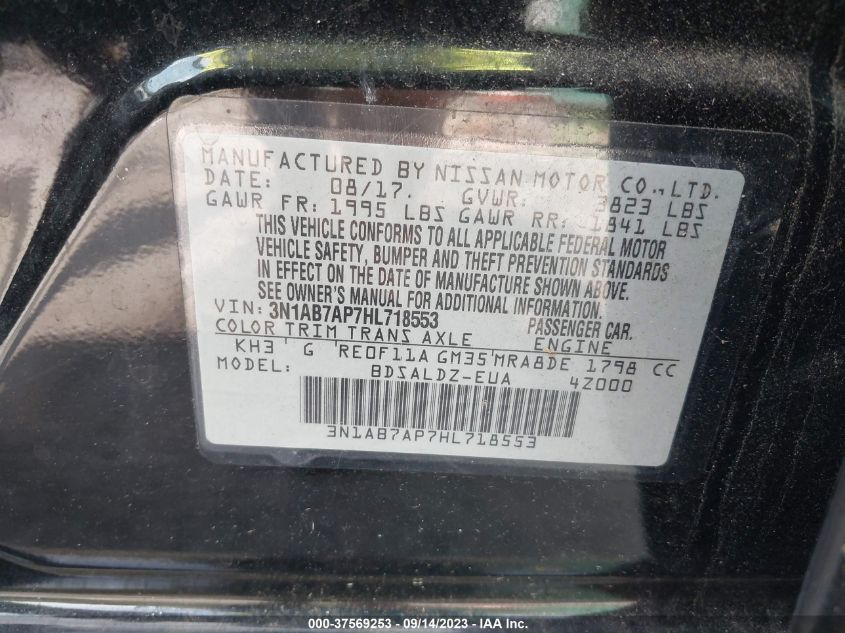 MANUFACTURED BY NISSAN MOTOR CO.,LTD.
DATE: 08/17. GVWR: 3823 LBS
GAWR FR: 1995 LBS GAWR RR: 1841 LBS
THIS VEHICLE CONFORMS TO ALL APPLICABLE FEDERAL MOTOR
VEHICLE SAFETY, BUMPER AND THEFT PREVENTION STANDARDS
IN EFFECT ON THE DATE OF MANUFACTURE SHOWN ABOVE.
SEE OWNER'S MANUAL FOR ADDITIONAL INFORMATION.
VIN: 3N1AB7AP7HL718553 PASSENGER CAR.
COLOR TRIM TRANS AXLE ENGINE
KH3 G RE0F11A GM35 MRA8DE 1798 CC
MODEL: BDSALDZ-EUA 4Z000
3N1AB7AP7HL718553
000-37569253 - 09/14/2023 - IAA Inc.